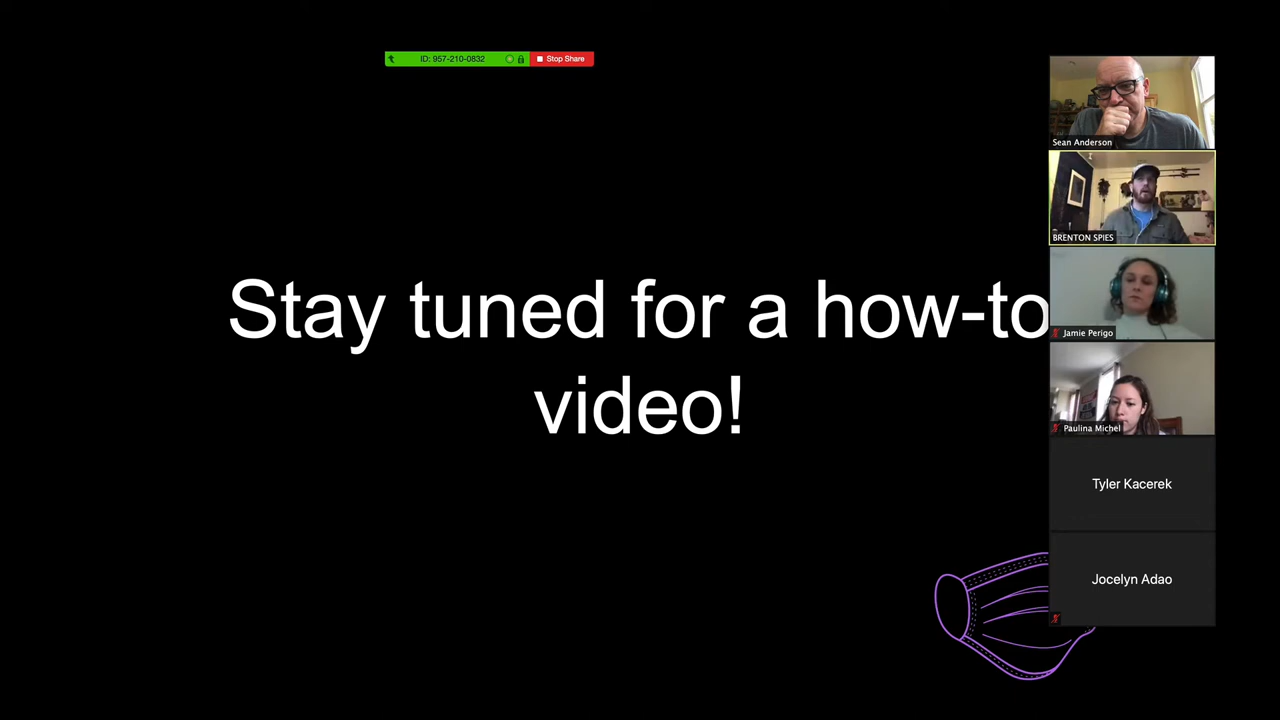 ID: 957-210-0832
Stop Share
Sean Anderson
BRENTON SPIES
Stay tuned for a how-to
video!
Jamie Perigo
Paulina Michel
Tyler Kacerek
Jocelyn Adao